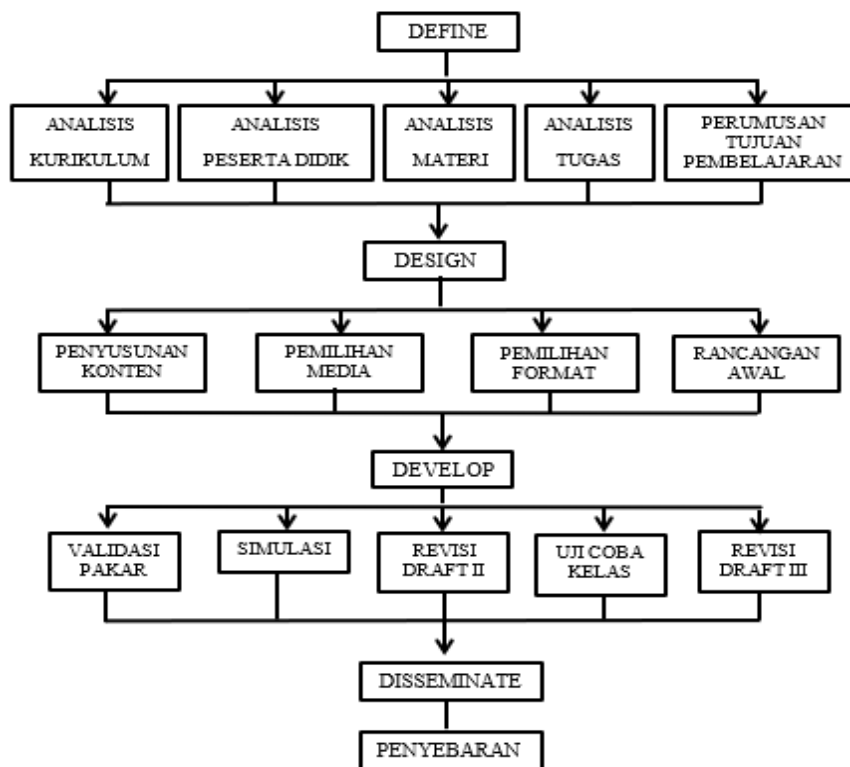 DEFINE
ANALISIS
KURIKULUM
ANALISIS
PESERTA DIDIK
ANALISIS
MATERI
ANALISIS
TUGAS
PERUMUSAN
TUJUAN
PEMBELAJARAN
DESIGN
PENYUSUNAN
KONTEN
PEMILIHAN
MEDIA
PEMILIHAN
FORMAT
RANCANGAN
AWAL
DEVELOP
VALIDASI
PAKAR
SIMULASI
REVISI
DRAFT II
UJI COBA
KELAS
REVISI
DRAFT III
DISSEMINATE
PENYEBARAN